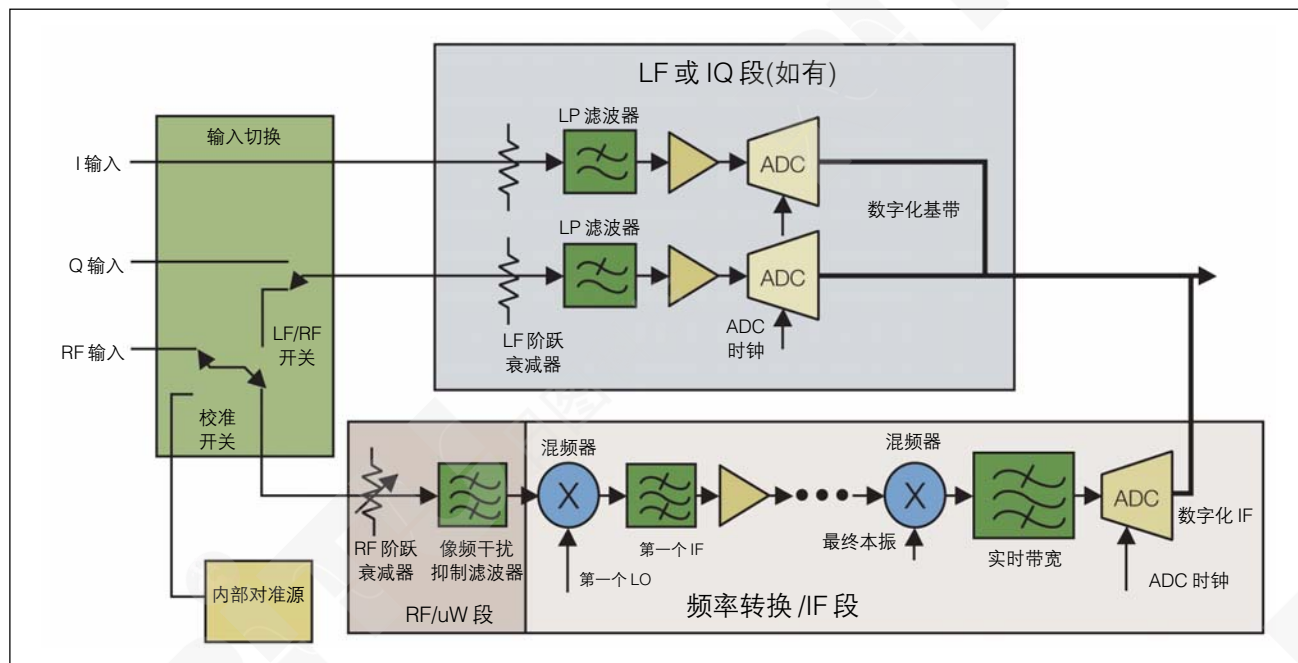 LF 或 IQ 段(如有)
输入切换
I 输入
Q 输入
RF 输入
LF/RF
开关
校准
开关
内部对准源
LP 滤波器
ADC
LP 滤波器
ADC
数字化基带
LF 阶跃
衰减器
ADC
时钟
RF 阶跃
衰减器
像频干扰
抑制滤波器
RF/uW 段
混频器
X
第一个 LO
第一个 IF
混频器
X
最终本振
实时带宽
ADC
数字化 IF
ADC 时钟
频率转换 /IF 段